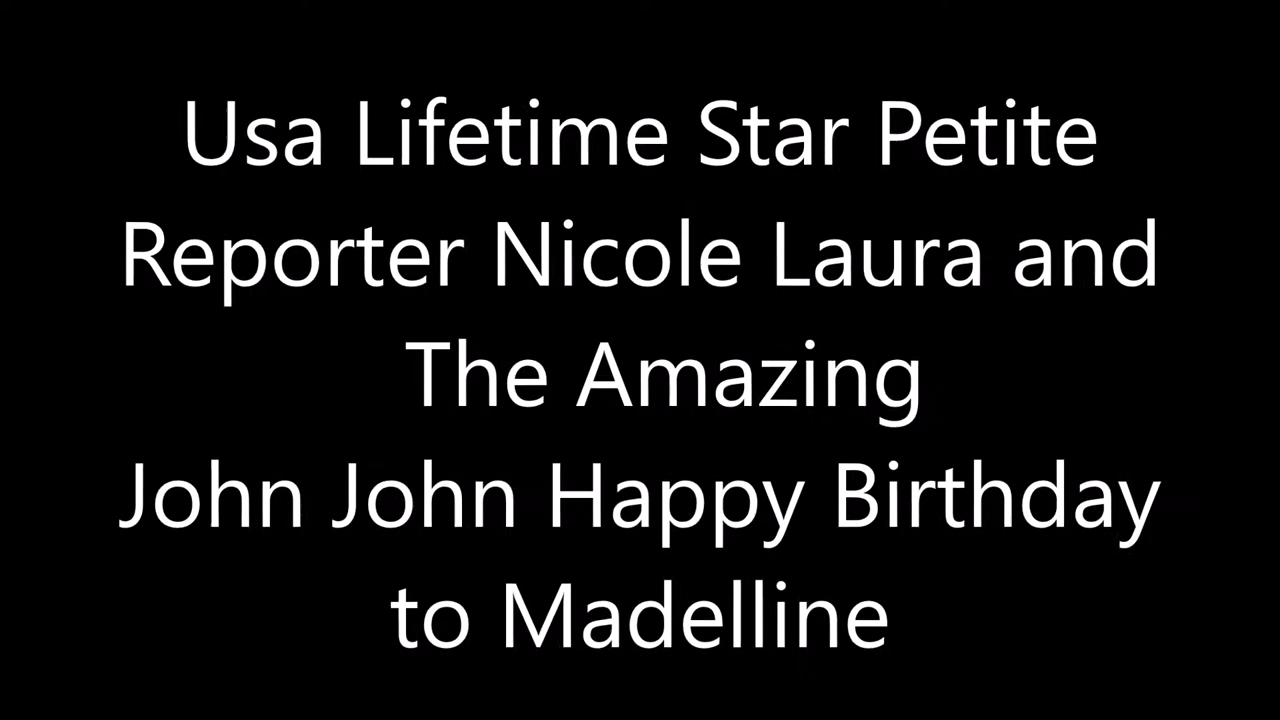 Usa Lifetime Star Petite
Reporter Nicole Laura and
The Amazing
John John Happy Birthday
to Madelline